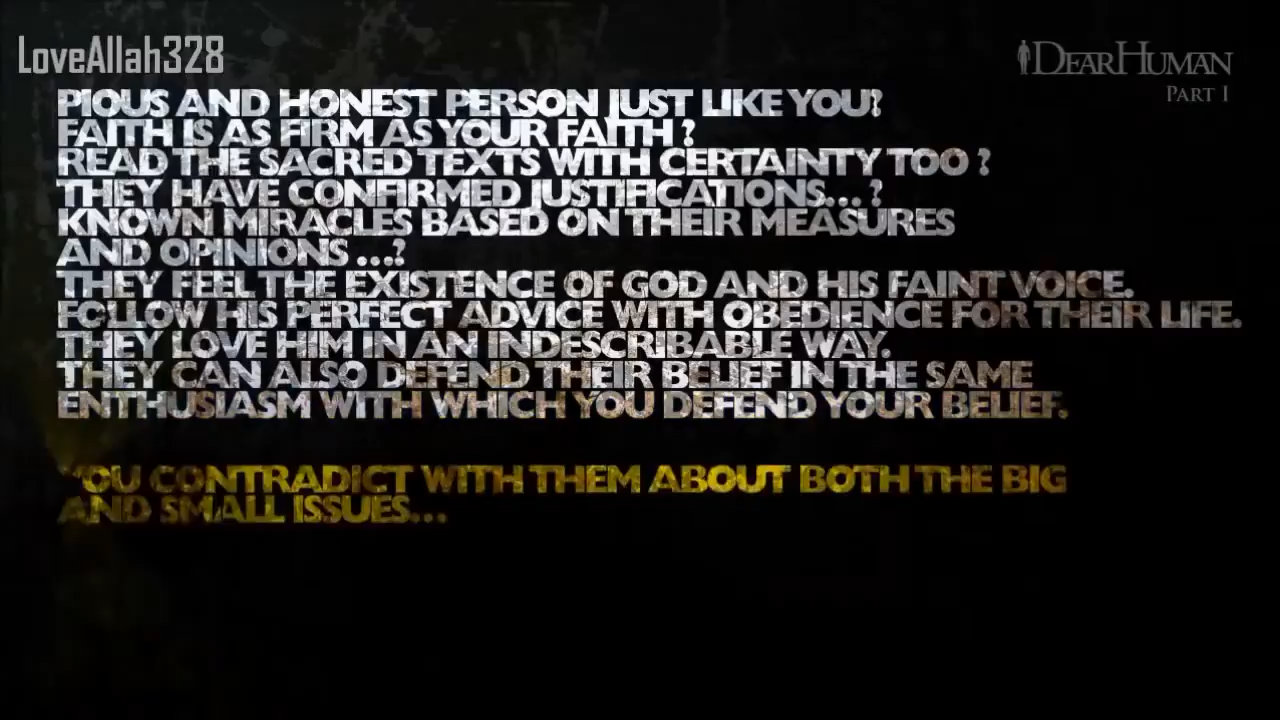 LoveAllah328
DEARHUMAN
PART I
PIOUS AND HONEST PERSON JUST LIKE YOU?
FAITH IS AS FIRM AS YOUR FAITH ?
READ THE SACRED TEXTS WITH CERTAINTY TOO ?
THEY HAVE CONFIRMED JUSTIFICATIONS... ?
KNOWN MIRACLES BASED ON THEIR MEASURES
AND OPINIONS ...?
THEY FEEL THE EXISTENCE OF GOD AND HIS FAINT VOICE.
FOLLOW HIS PERFECT ADVICE WITH OBEDIENCE FOR THEIR LIFE.
THEY LOVE HIM IN AN INDESCRIBABLE WAY.
THEY CAN ALSO DEFEND THEIR BELIEF IN THE SAME
ENTHUSIASM WITH WHICH YOU DEFEND YOUR BELIEF.
YOU CONTRADICT WITH THEM ABOUT BOTH THE BIG
AND SMALL ISSUES...